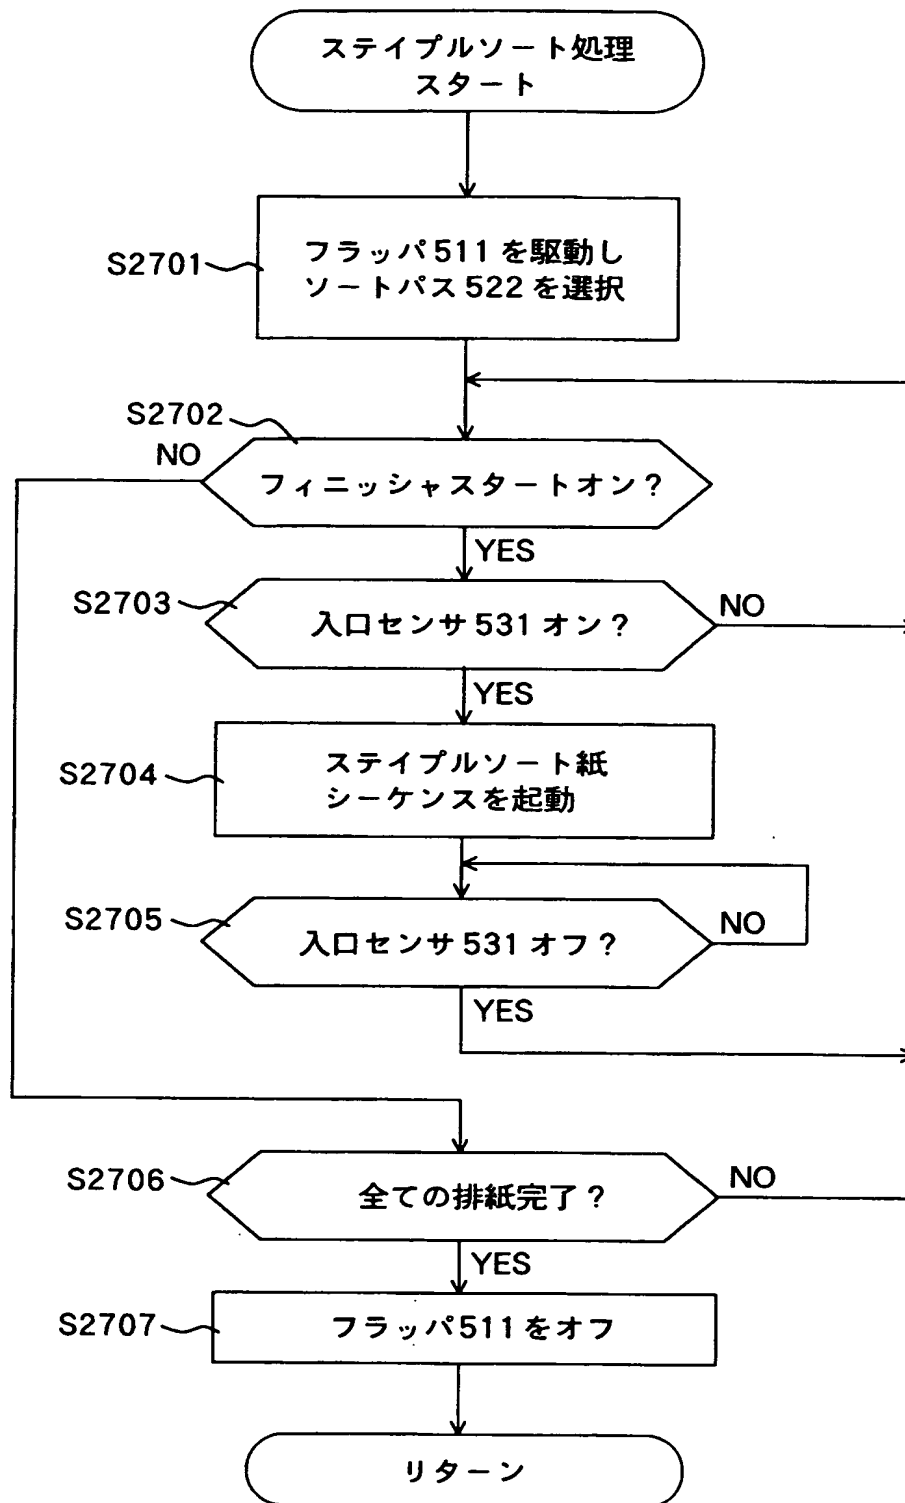 ステイプルソート処理
スタート
S2701
フラッパ511を駆動し
ソートパス522を選択
S2702
NO
フィニッシャスタートオン?
YES
S2703
入口センサ531オン?
NO
YES
S2704
ステイプルソート紙
シーケンスを起動
S2705
入口センサ531オフ?
NO
YES
S2706
全ての排紙完了?
NO
YES
S2707
フラッパ511をオフ
リターン